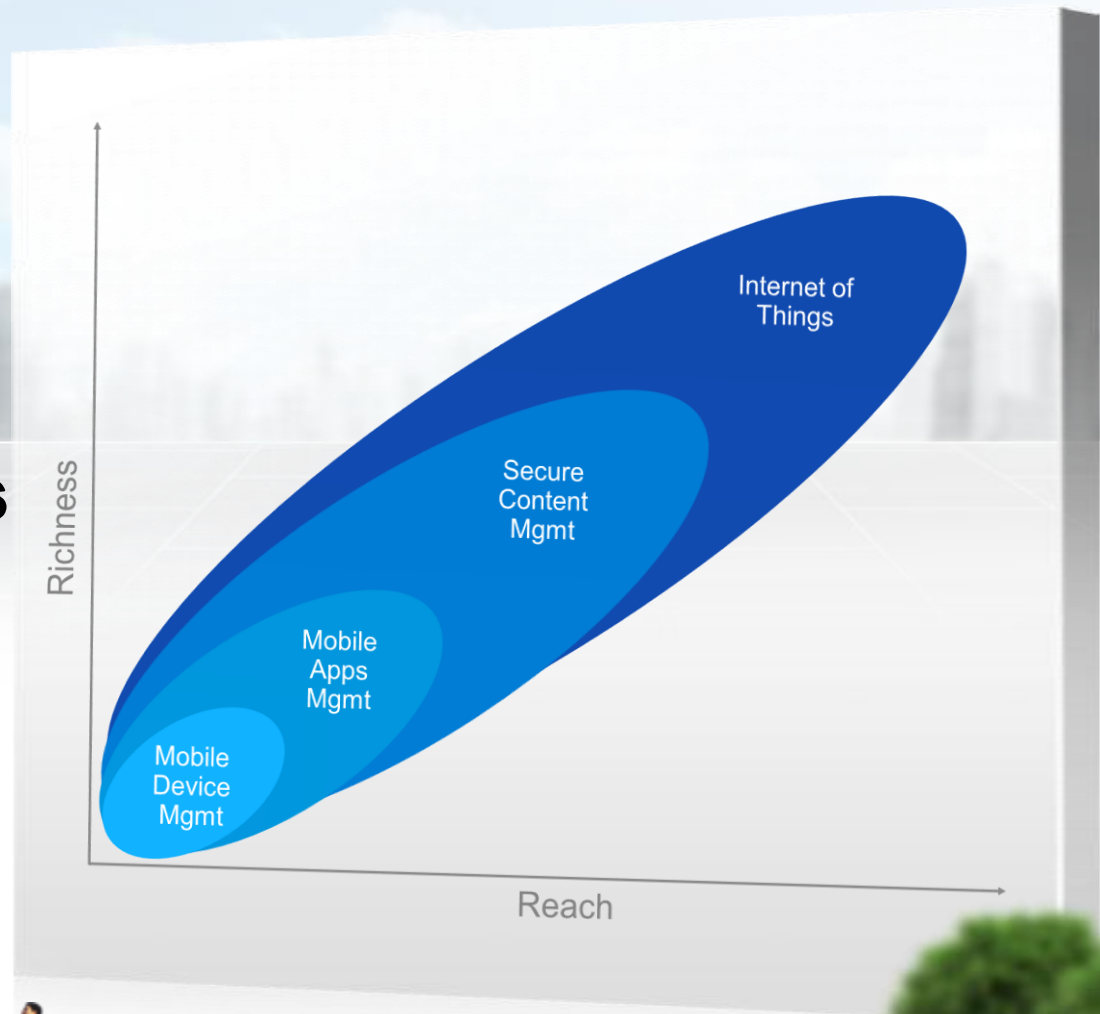 Internet of
Things
Secure
Content
Mgmt
Mobile
Apps
Mgmt
Mobile
Device
Mgmt
Richness
Reach